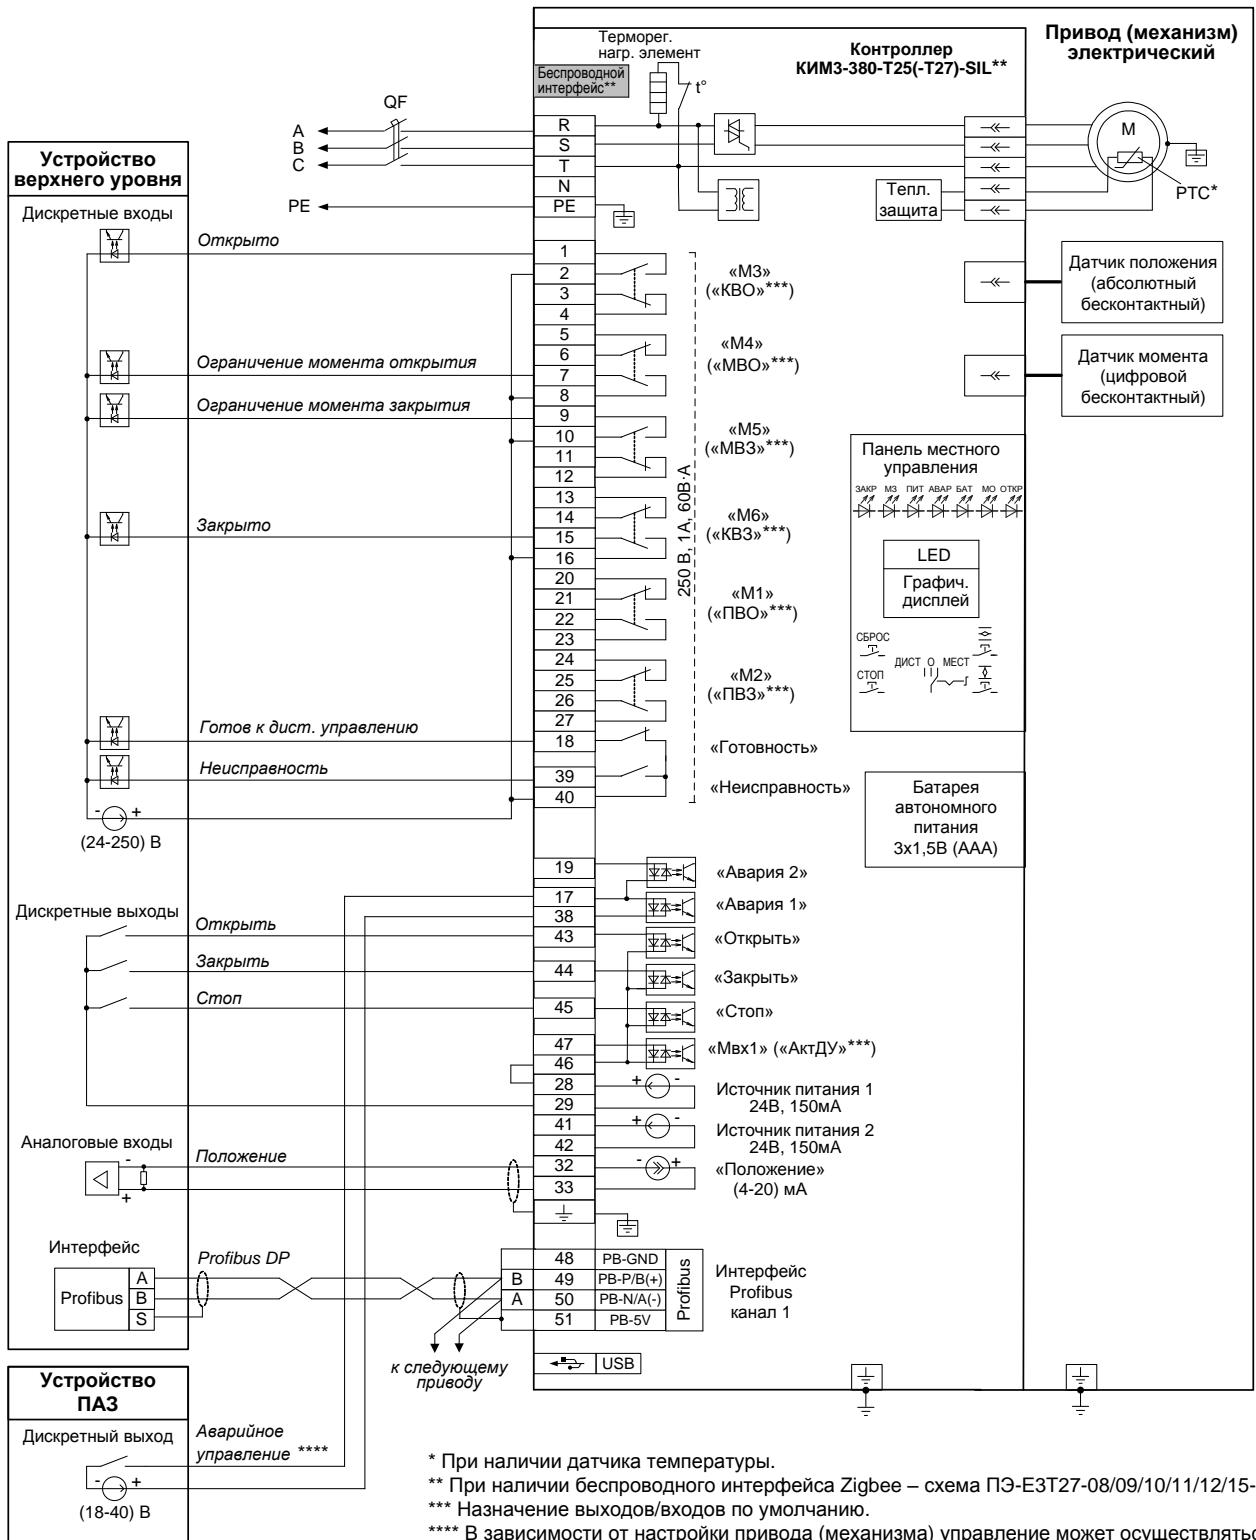 Привод (механизм)
электрический
Контроллер
КИМ3-380-Т25(-Т27)-SIL**
Терморег.
нагр. элемент
t°
Беспроводной
интерфейс**
QF
A
B
C
PE
R
S
T
N
PE
Тепл.
защита
M
PTC*
Устройство
верхнего уровня
Дискретные входы
Открыто
1
2
3
4
«М3»
(«КВО»***)
Датчик положения
(абсолютный
бесконтактный)
Ограничение момента открытия
5
6
7
8
«М4»
(«МВО»***)
Датчик момента
(цифровой
бесконтактный)
Ограничение момента закрытия
9
10
11
12
«М5»
(«МВЗ»***)
Закрыто
13
14
15
16
«М6»
(«КВЗ»***)
20
21
22
23
«М1»
(«ПВО»***)
24
25
26
27
«М2»
(«ПВЗ»***)
250 В, 1А, 60В·А
Панель местного
управления
ЗАКР МЗ ПИТ АВАР БАТ МО ОТКР
LED
Графич.
дисплей
СБРОС
СТОП
ДИСТ О МЕСТ
Готов к дист. управлению
18
«Готовность»
Неисправность
39
40
«Неисправность»
- +
(24-250) В
Батарея
автономного
питания
3х1,5В (ААА)
19
«Авария 2»
17
38
«Авария 1»
Дискретные выходы
Открыть
43
«Открыть»
Закрыть
44
«Закрыть»
Стоп
45
«Стоп»
47
46
«Мвх1» («АктДУ»***)
28
29
+ -
Источник питания 1
24В, 150мА
41
42
+ -
Источник питания 2
24В, 150мА
Аналоговые входы
-
+
Положение
32
33
- +
«Положение»
(4-20) мА
Интерфейс
Profibus
A
B
S
Profibus DP
B
A
48 PB-GND
49 PB-P/B(+)
50 PB-N/A(-)
51 PB-5V
Profibus
Интерфейс
Profibus
канал 1
к следующему
приводу
USB
Устройство
ПАЗ
Дискретный выход
Аварийное
управление ****
- +
(18-40) В
* При наличии датчика температуры.
** При наличии беспроводного интерфейса Zigbee – схема ПЭ-Е3Т27-08/09/10/11/12/15-
*** Назначение выходов/входов по умолчанию.
**** В зависимости от настройки привода (механизма) управление может